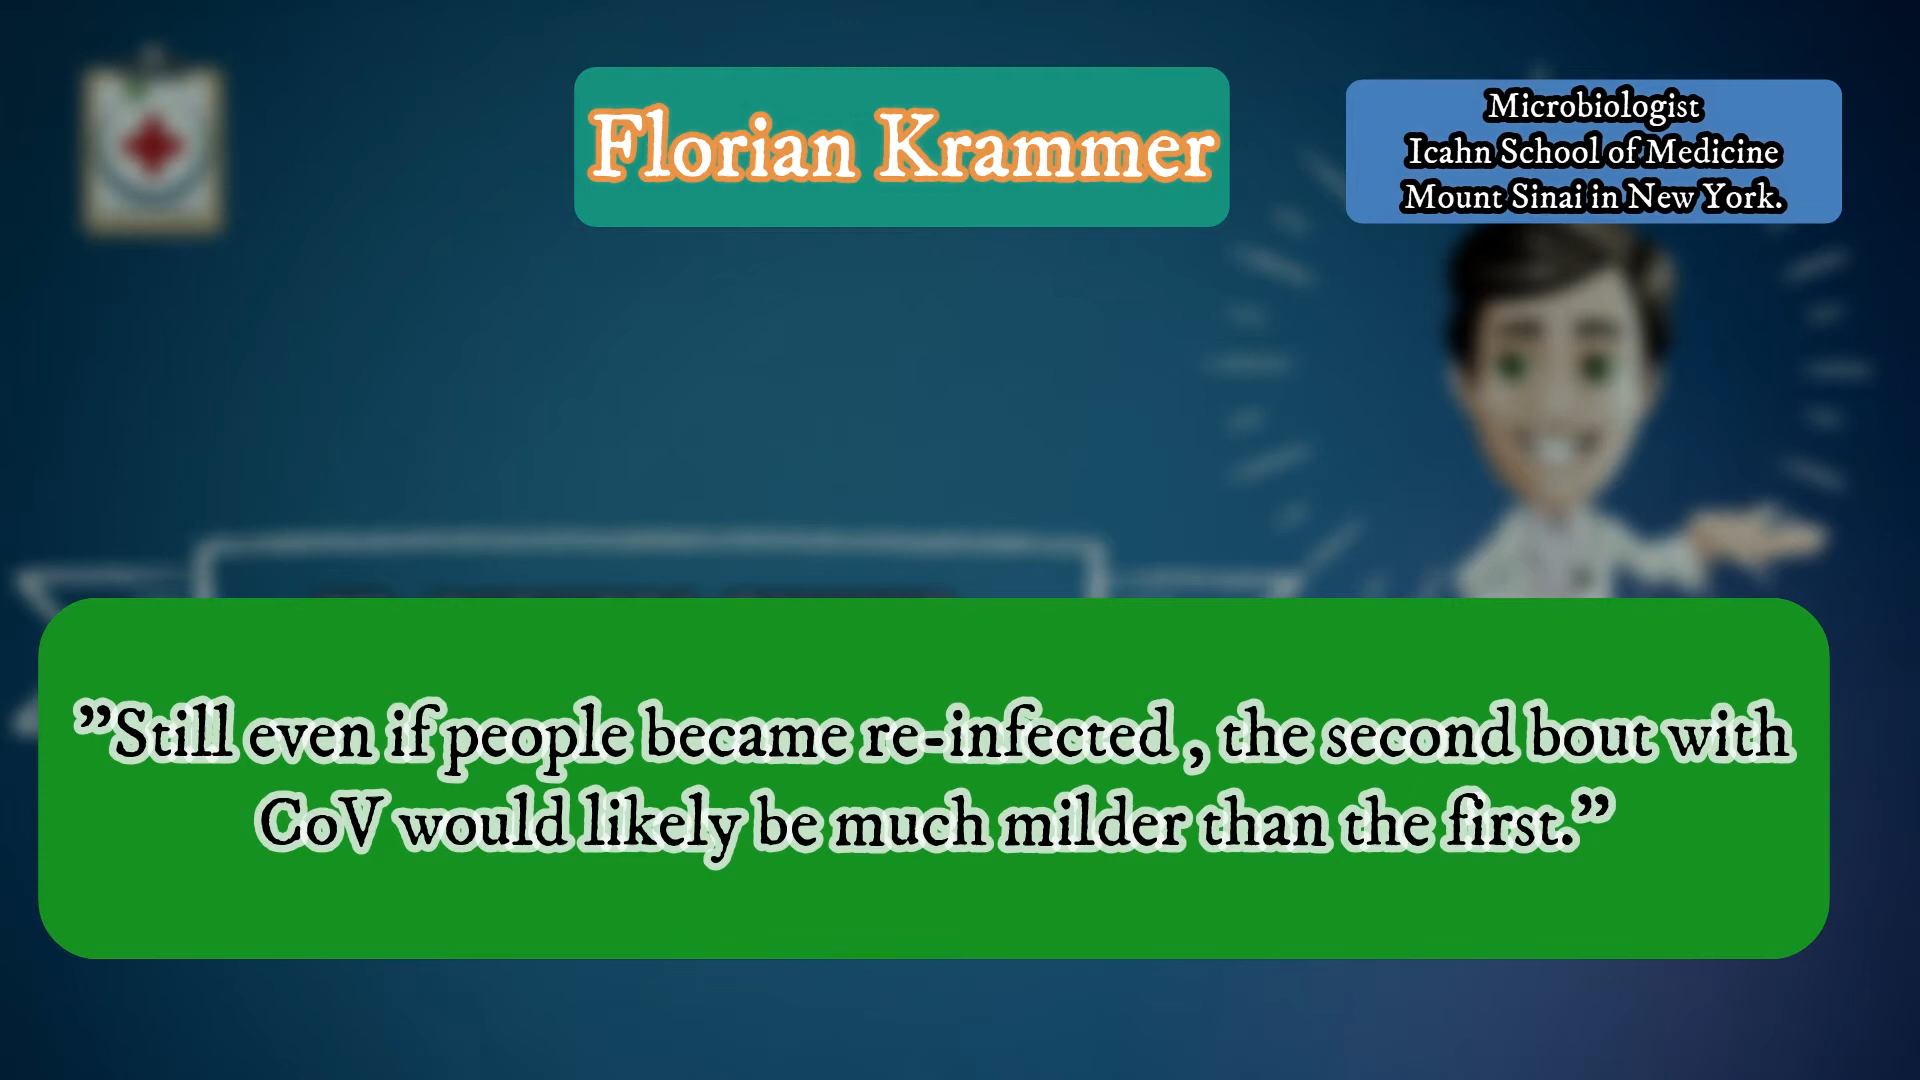 Florian Krammer
Microbiologist
Icahn School of Medicine
Mount Sinai in New York.
”Still even if people became re-infected , the second bout with
CoV would likely be much milder than the first.”